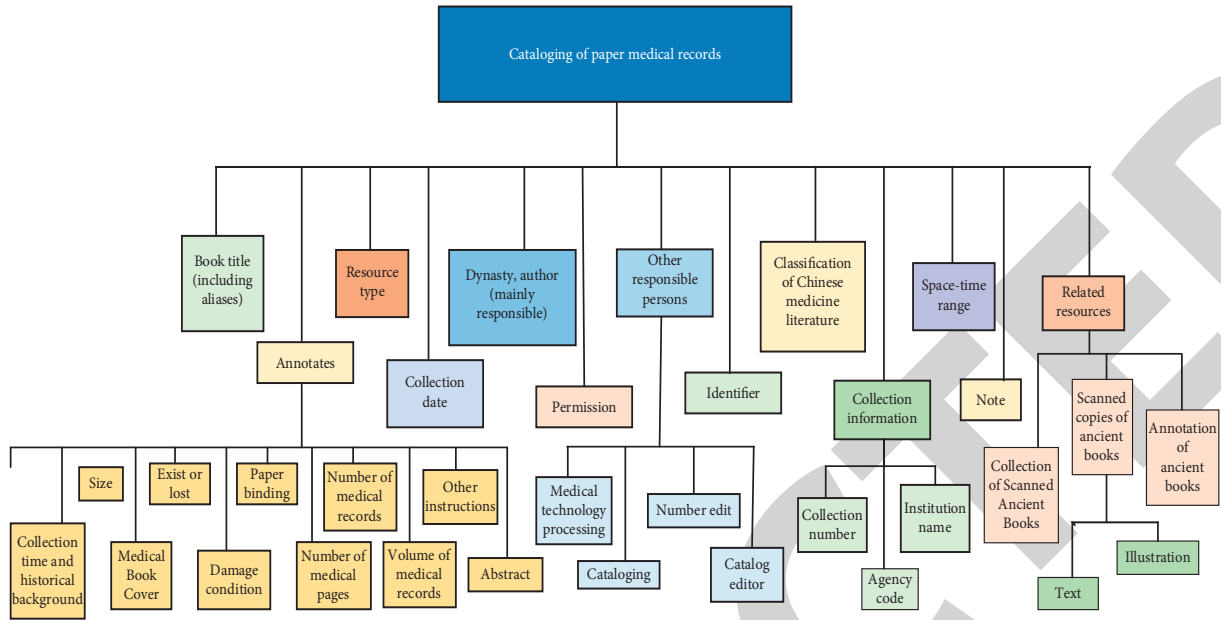 Cataloging of paper medical records
Book title
(including
aliases)
Resource
type
Dynasty, author
(mainly
responsible)
Other
responsible
persons
Classification
of Chinese
medicine
literature
Space-time
range
Related
resources
Annotates
Collection
date
Permission
Identifier
Collection
information
Note
Size
Exist or
lost
Paper
binding
Number of
medical
records
Other
instructions
Collection
time and
historical
background
Medical
Book
Cover
Damage
condition
Number of
medical
pages
Volume of
medical
records
Abstract
Medical
technology
processing
Number edit
Cataloging
Catalog
editor
Collection
number
Institution
name
Agency
code
Collection
of Scanned
Ancient
Books
Scanned
copies of
ancient
books
Annotation
of
ancient
books
Text
Illustration